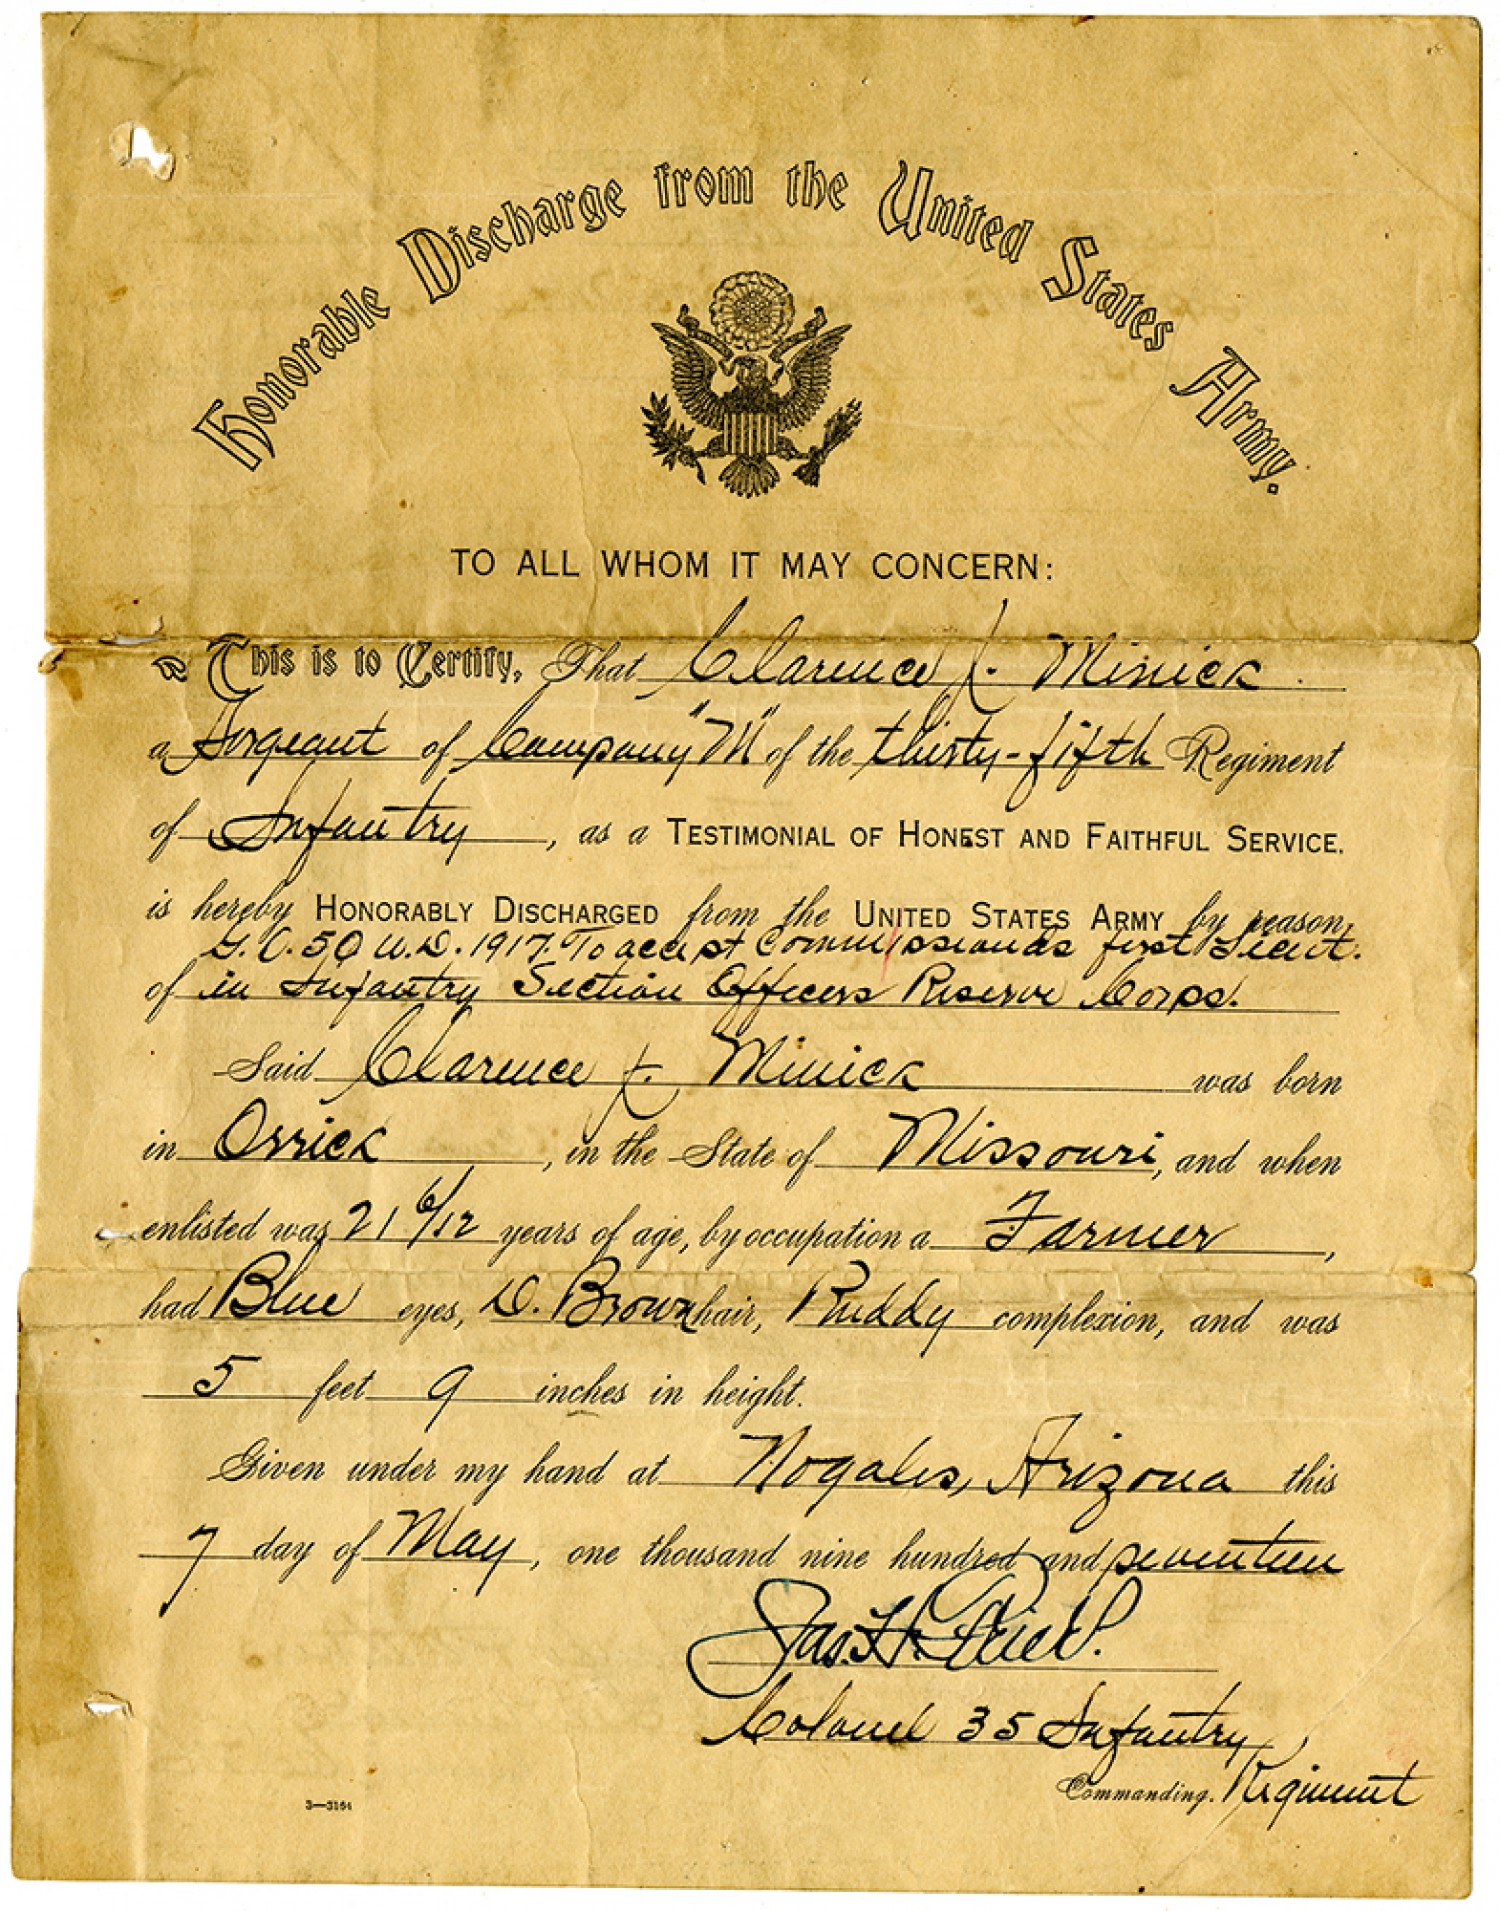 Honorable Discharge from the United States Army.
TO ALL WHOM IT MAY CONCERN:
This is to Certify, That Clarence J. Minick
a Sergeant of Company "M" of the thirty-fifth Regiment
of Infantry, as a TESTIMONIAL OF HONEST AND FAITHFUL SERVICE,
is hereby HONORABLY DISCHARGED from the UNITED STATES ARMY by reason
G.O. 50 W.D. 1917. To accept Commission as first Lieut.
of in Infantry Section Officers Reserve Corps.
Said Clarence J. Minick was born
in Orrick, in the State of Missouri, and when
enlisted was 21 6/12 years of age, by occupation a Farmer,
had Blue eyes, D. Brown hair, Ruddy complexion, and was
5 feet 9 inches in height.
Given under my hand at Nogales, Arizona this
7 day of May, one thousand nine hundred and seventeen
Jas. H.
Colonel 35 Infantry,
Commanding. Regiment
3—3164